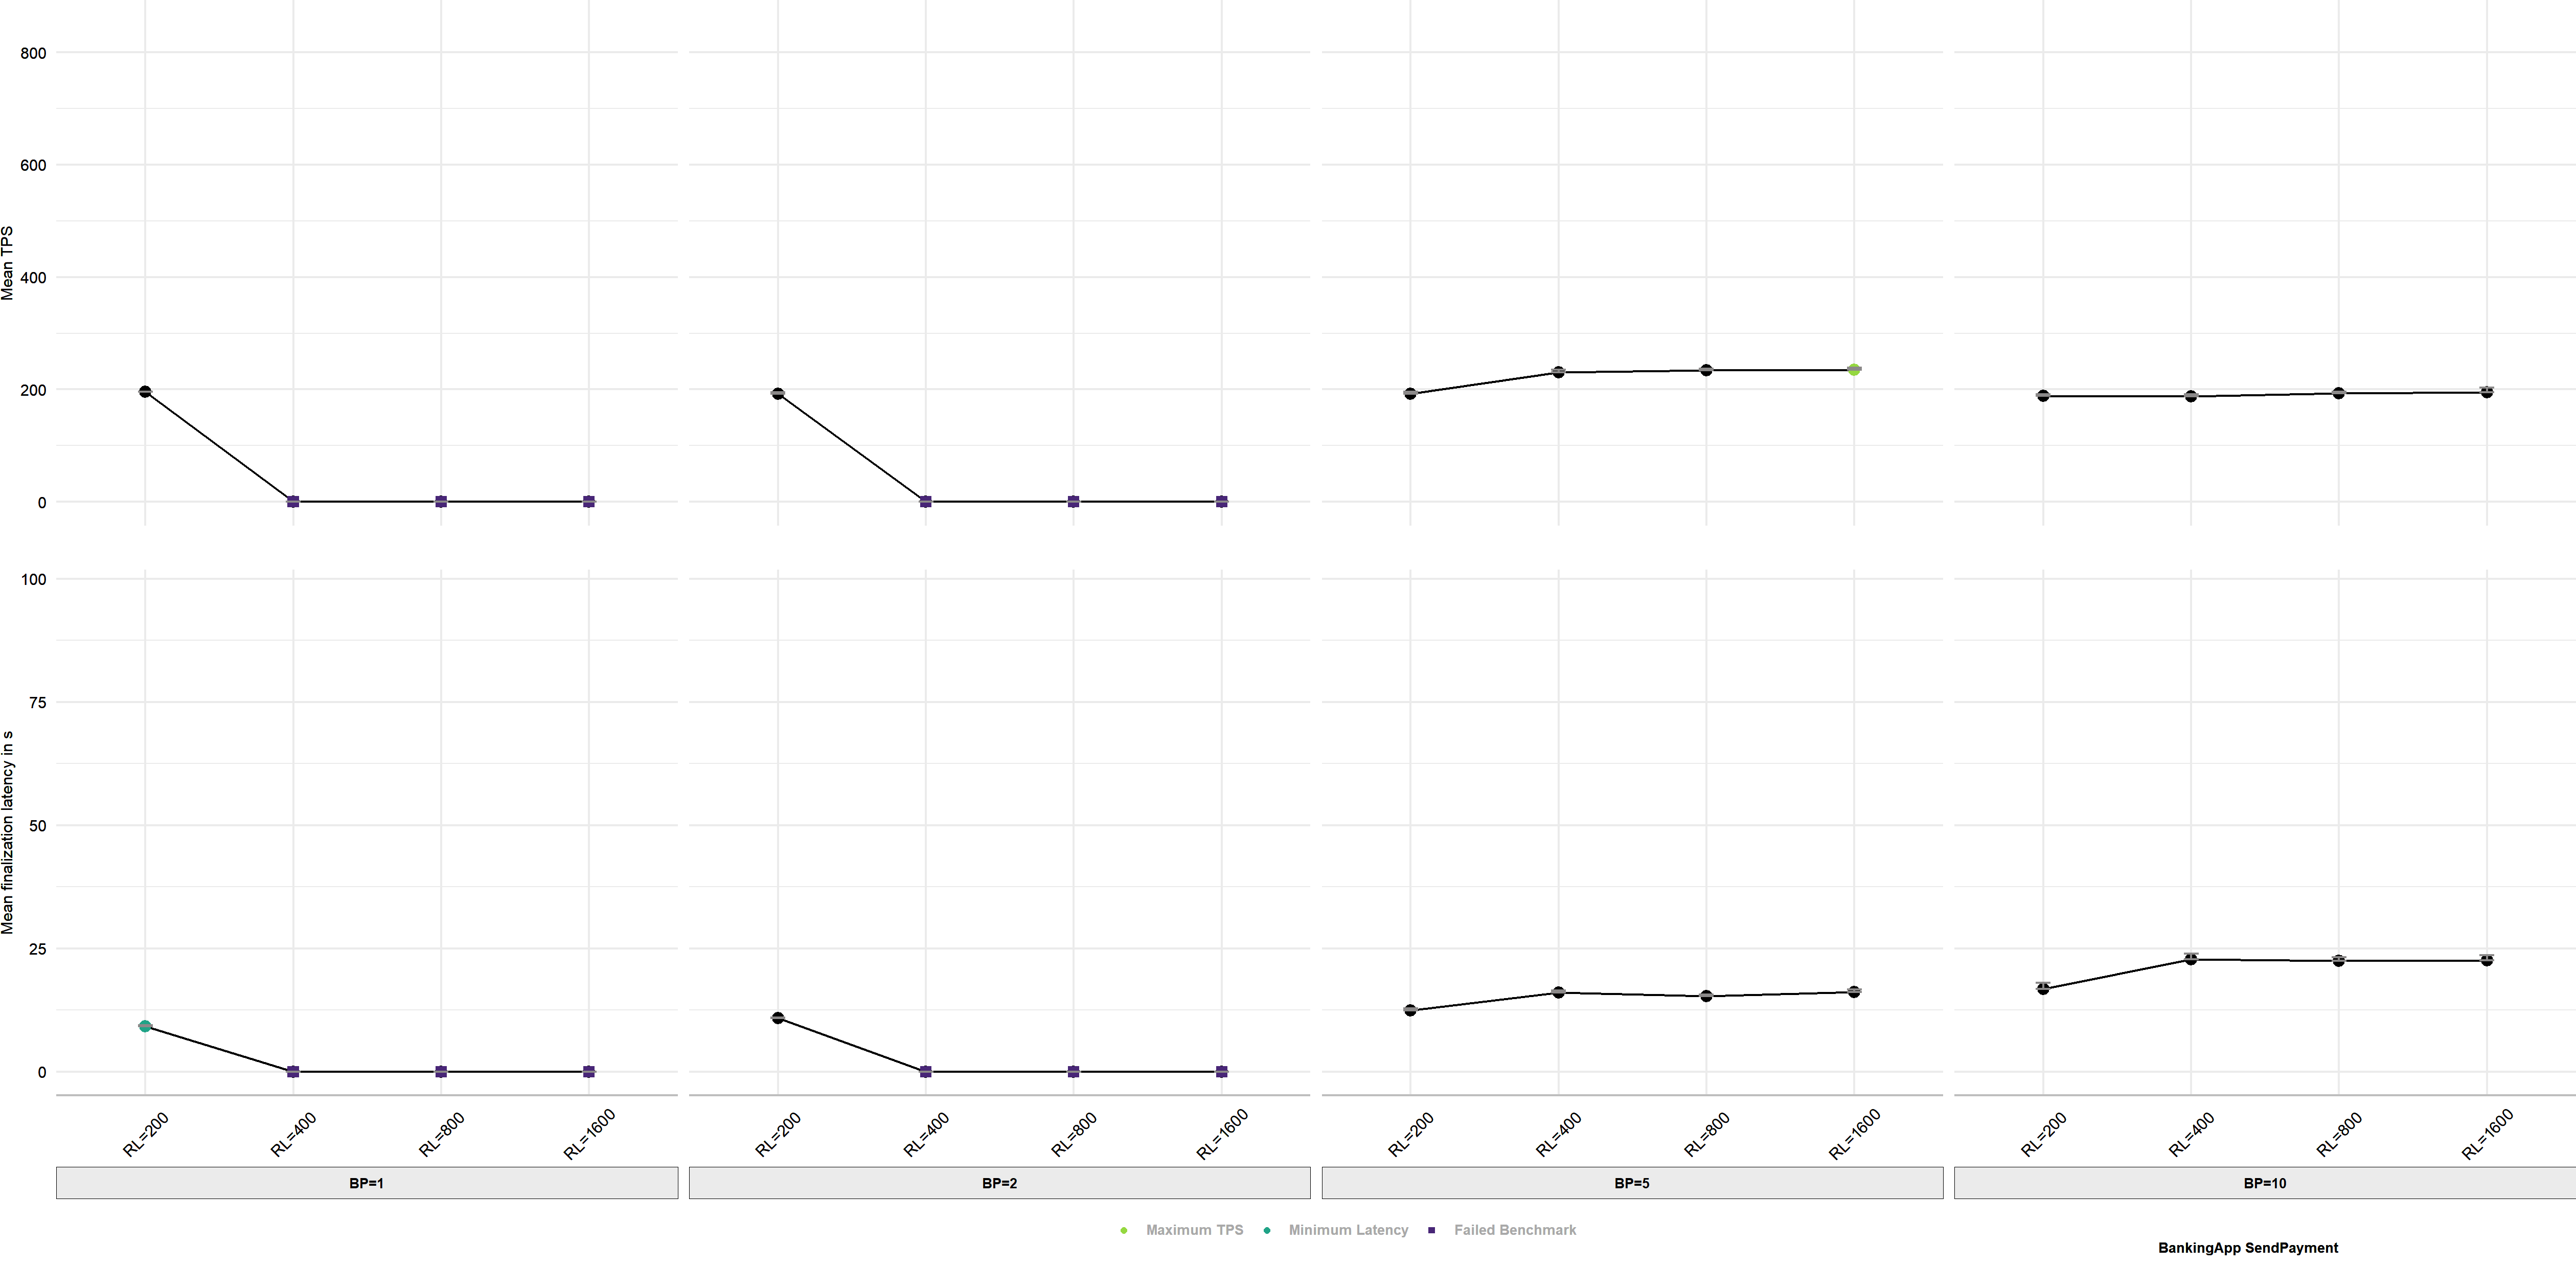 Mean TPS
800
600
400
200
0
Mean finalization latency in s
100
75
50
25
0
RL=200 RL=400 RL=800 RL=1600 RL=200 RL=400 RL=800 RL=1600 RL=200 RL=400 RL=800 RL=1600 RL=200 RL=400 RL=800 RL=1600
BP=1 BP=2 BP=5 BP=10
Maximum TPS Minimum Latency Failed Benchmark
BankingApp SendPayment